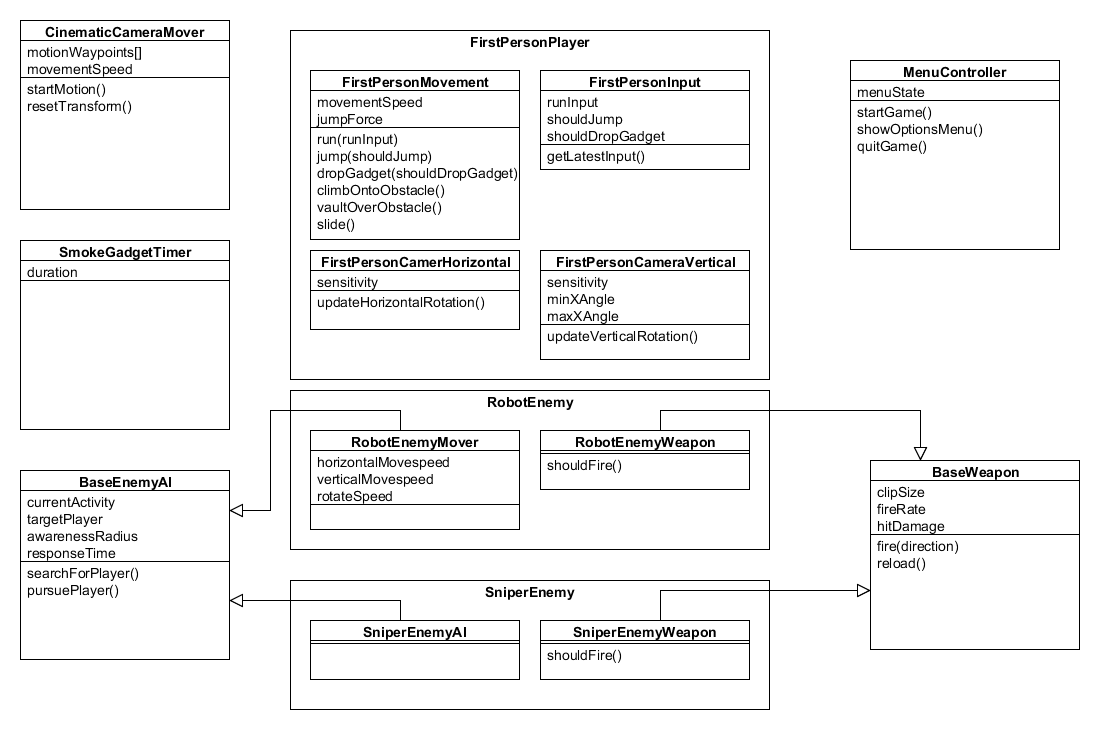 CinematicCameraMover
motionWaypoints[]
movementSpeed
startMotion()
resetTransform()
FirstPersonPlayer
FirstPersonMovement
movementSpeed
jumpForce
run(runInput)
jump(shouldJump)
dropGadget(shouldDropGadget)
climbOntoObstacle()
vaultOverObstacle()
slide()
FirstPersonInput
runInput
shouldJump
shouldDropGadget
getLatestInput()
FirstPersonCamerHorizontal
sensitivity
updateHorizontalRotation()
FirstPersonCameraVertical
sensitivity
minXAngle
maxXAngle
updateVerticalRotation()
MenuController
menuState
startGame()
showOptionsMenu()
quitGame()
SmokeGadgetTimer
duration
RobotEnemy
RobotEnemyMover
horizontalMovespeed
verticalMovespeed
rotateSpeed
RobotEnemyWeapon
shouldFire()
BaseEnemyAI
currentActivity
targetPlayer
awarenessRadius
responseTime
searchForPlayer()
pursuePlayer()
BaseWeapon
clipSize
fireRate
hitDamage
fire(direction)
reload()
SniperEnemy
SniperEnemyAI
SniperEnemyWeapon
shouldFire()